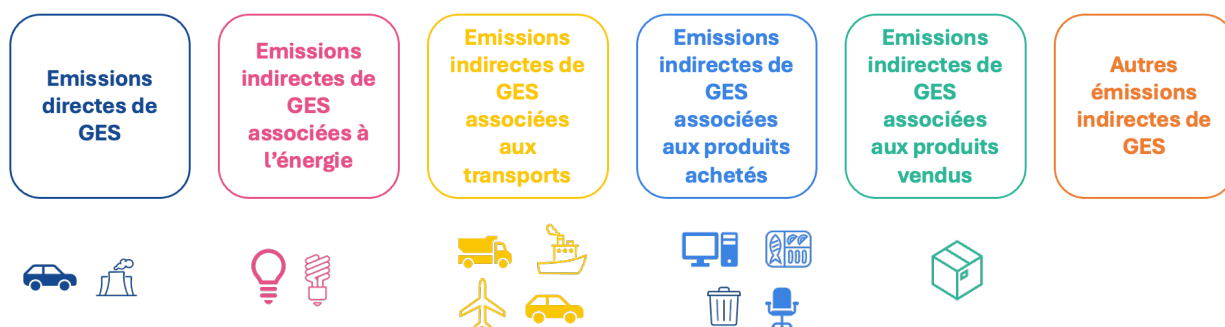 Emissions
directes de
GES
Emissions
indirectes de
GES
associées à
l'énergie
Emissions
indirectes de
GES
associées
aux
transports
Emissions
indirectes de
GES
associées
aux produits
achetés
Emissions
indirectes de
GES
associées
aux produits
vendus
Autres
émissions
indirectes de
GES